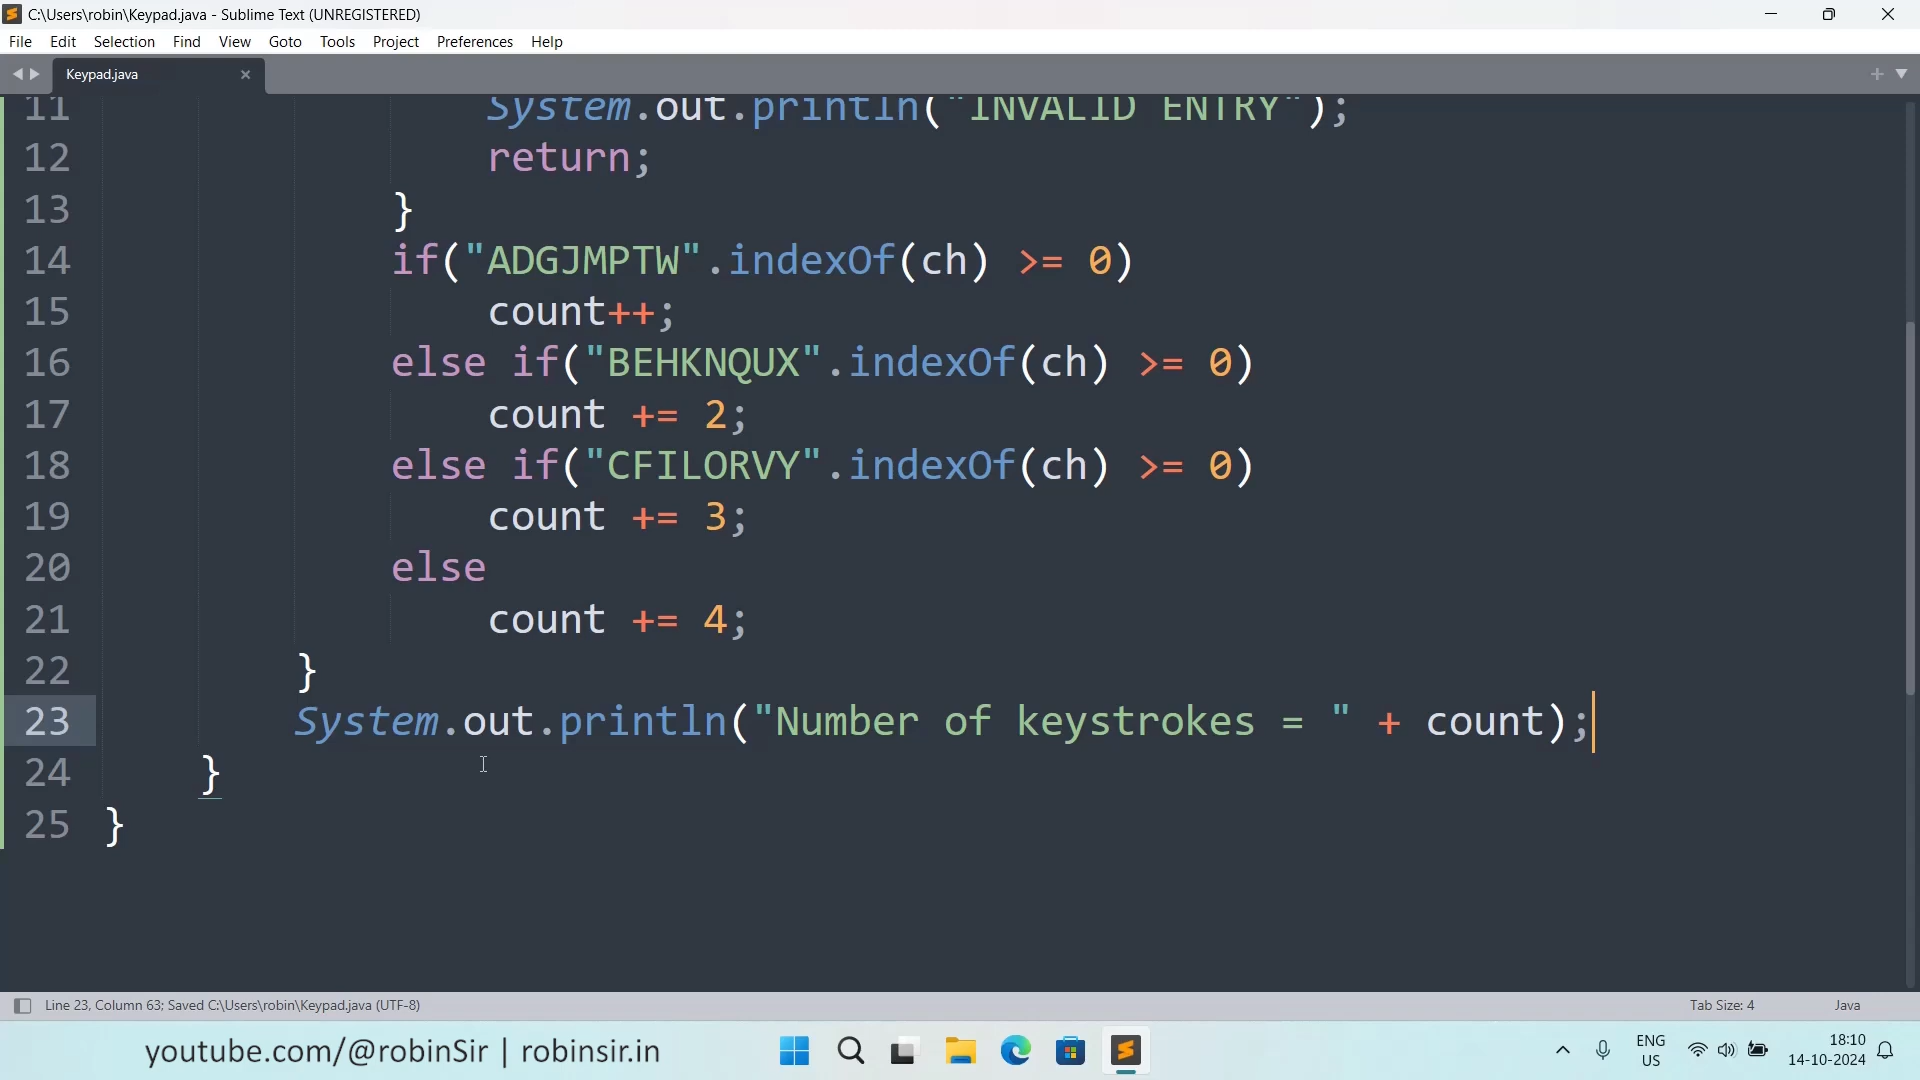 C:\Users\robin\Keypad.java - Sublime Text (UNREGISTERED)
File Edit Selection Find View Goto Tools Project Preferences Help
Keypad.java
11 System.out.println("INVALID ENTRY");
12 return;
13 }
14 if("ADGJMPTW".indexOf(ch) >= 0)
15 count++;
16 else if("BEHKNQUX".indexOf(ch) >= 0)
17 count += 2;
18 else if("CFILORVY".indexOf(ch) >= 0)
19 count += 3;
20 else
21 count += 4;
22 }
23 System.out.println("Number of keystrokes = " + count);
24 }
25 }
Line 23, Column 63; Saved C:\Users\robin\Keypad.java (UTF-8) Tab Size: 4 Java
youtube.com/@robinSir | robinsir.in
ENG
US
18:10
14-10-2024